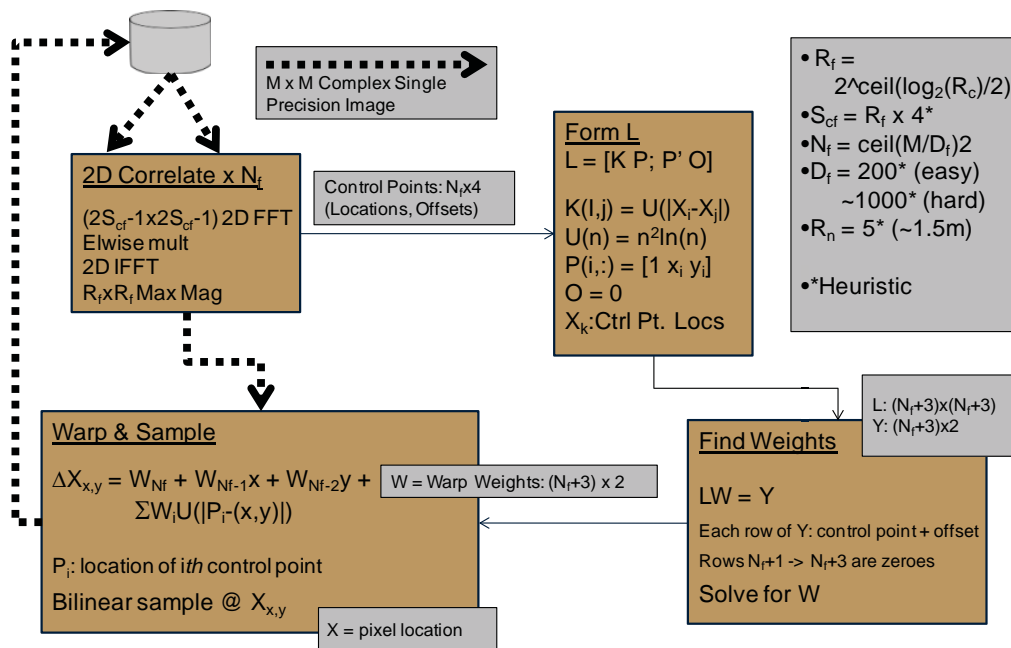 M x M Complex Single
Precision Image
2D Correlate x N_f
(2S_cf-1x2S_cf-1) 2D FFT
Elwise mult
2D IFFT
R_fxR_f Max Mag
Control Points: N_fx4
(Locations, Offsets)
Form L
L = [K P; P' O]
K(I,j) = U(|X_i-X_j|)
U(n) = n²ln(n)
P(i,:) = [1 x_i y_i]
O = 0
X_k:Ctrl Pt. Locs
•R_f =
2^ceil(log₂(R_c)/2)
•S_cf = R_f x 4*
•N_f = ceil(M/D_f)2
•D_f = 200* (easy)
~1000* (hard)
•R_n = 5* (~1.5m)
•*Heuristic
L: (N_f+3)x(N_f+3)
Y: (N_f+3)x2
Find Weights
LW = Y
Each row of Y: control point + offset
Rows N_f+1 -> N_f+3 are zeroes
Solve for W
W = Warp Weights: (N_f+3) x 2
Warp & Sample
ΔX_x,y = W_Nf + W_Nf-1x + W_Nf-2y +
ΣW_iU(|P_i-(x,y)|)
P_i: location of ith control point
Bilinear sample @ X_x,y
X = pixel location